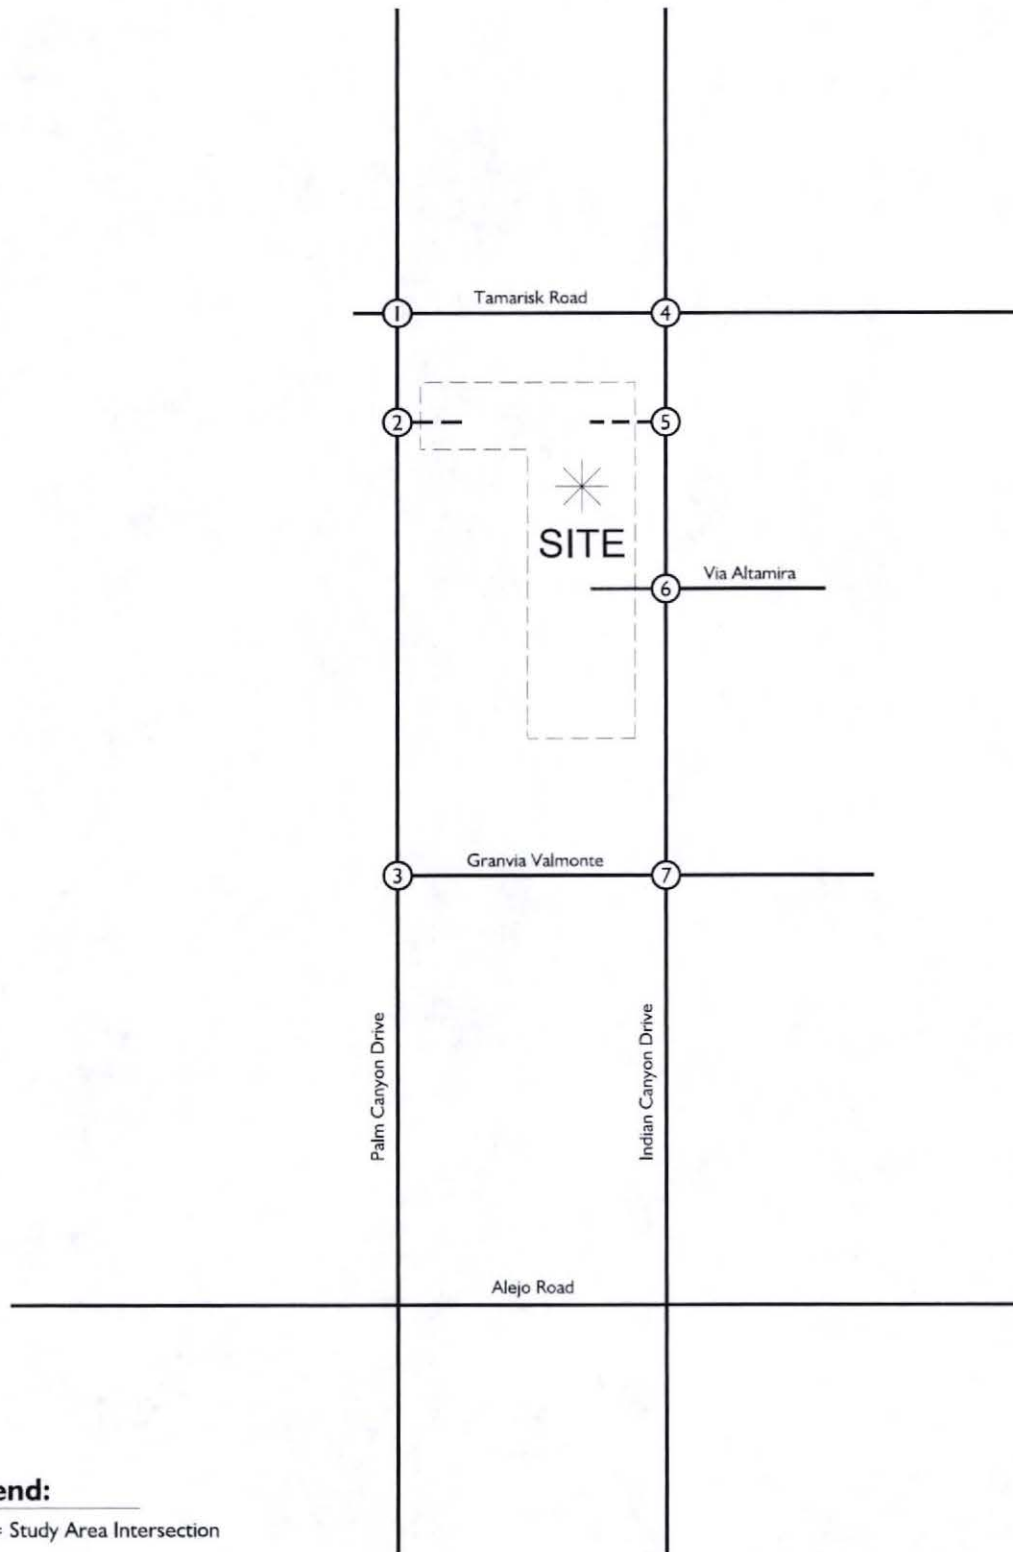 Tamarisk Road
1
4
2
5
SITE
Via Altamira
6
Granvia Valmonte
3
7
Palm Canyon Drive
Indian Canyon Drive
Alejo Road
end:
= Study Area Intersection